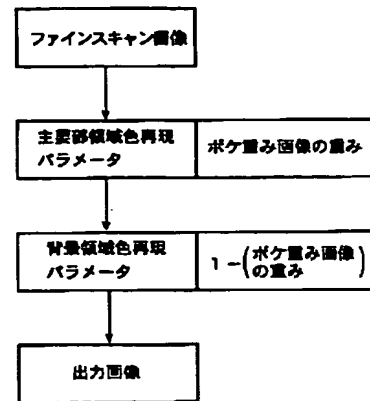 ファインスキャン画像
主要部領域色再現
パラメータ
ボケ重み画像の重み
背景領域色再現
パラメータ
1－(ボケ重み画像
の重み)
出力画像